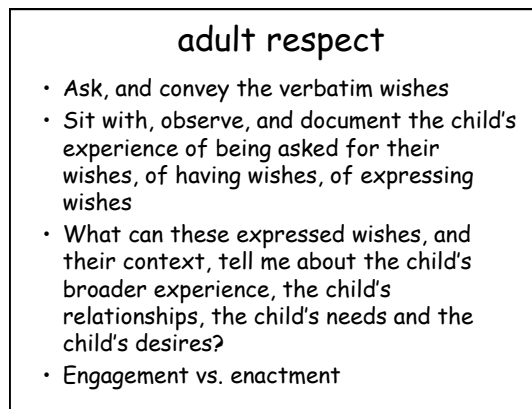 adult respect
• Ask, and convey the verbatim wishes
• Sit with, observe, and document the child's
experience of being asked for their
wishes, of having wishes, of expressing
wishes
• What can these expressed wishes, and
their context, tell me about the child's
broader experience, the child's
relationships, the child's needs and the
child's desires?
• Engagement vs. enactment